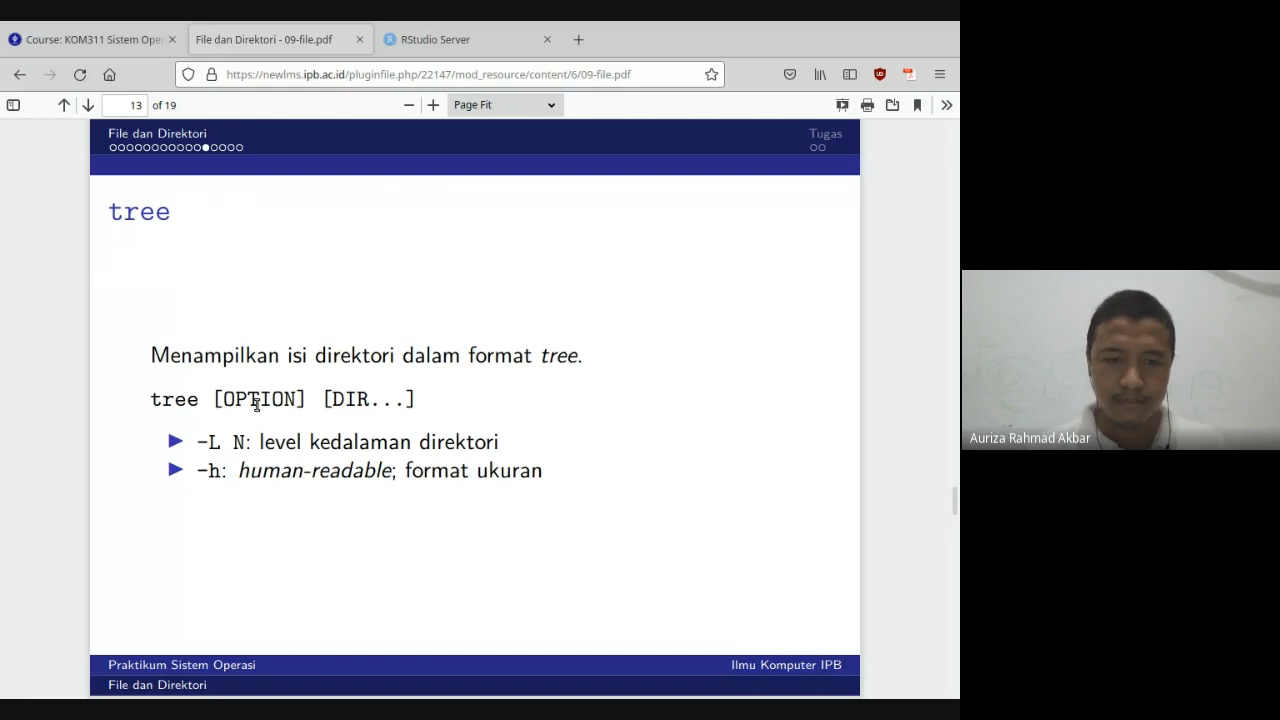 Course: KOM311 Sistem Ope
File dan Direktori - 09-file.pdf
RStudio Server
https://newlms.ipb.ac.id/pluginfile.php/22147/mod_resource/content/6/09-file.pdf
13 of 19
Page Fit
File dan Direktori
Tugas
tree
Menampilkan isi direktori dalam format tree.
tree [OPTION] [DIR...]
-L N: level kedalaman direktori
-h: human-readable; format ukuran
Praktikum Sistem Operasi
Ilmu Komputer IPB
File dan Direktori
Auriza Rahmad Akbar